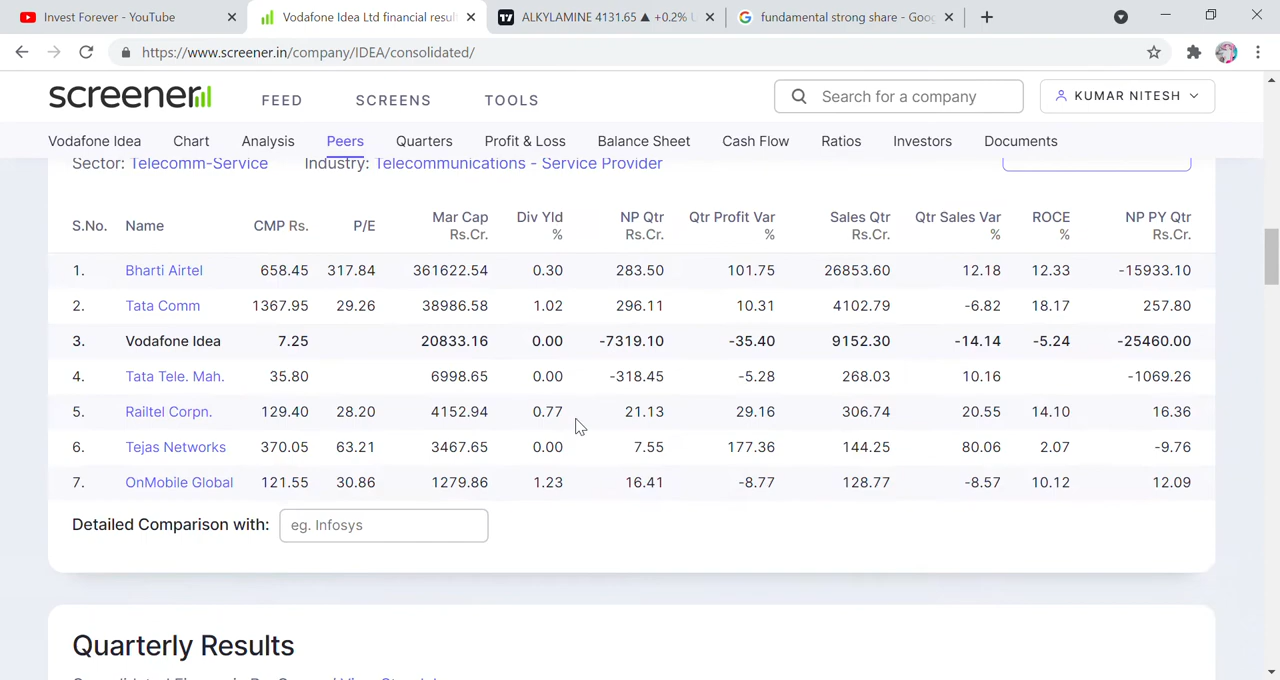 Invest Forever - YouTube
Vodafone Idea Ltd financial resul
ALKYLAMINE 4131.65 ▲ +0.2% U
fundamental strong share - Goo
https://www.screener.in/company/IDEA/consolidated/
screener
FEED SCREENS TOOLS
Search for a company
KUMAR NITESH
Vodafone Idea Chart Analysis Peers Quarters Profit & Loss Balance Sheet Cash Flow Ratios Investors Documents
Sector: Telecomm-Service Industry: Telecommunications - Service Provider
S.No. Name CMP Rs. P/E Mar Cap Rs.Cr. Div Yld % NP Qtr Rs.Cr. Qtr Profit Var % Sales Qtr Rs.Cr. Qtr Sales Var % ROCE % NP PY Qtr Rs.Cr.
1. Bharti Airtel 658.45 317.84 361622.54 0.30 283.50 101.75 26853.60 12.18 12.33 -15933.10
2. Tata Comm 1367.95 29.26 38986.58 1.02 296.11 10.31 4102.79 -6.82 18.17 257.80
3. Vodafone Idea 7.25 20833.16 0.00 -7319.10 -35.40 9152.30 -14.14 -5.24 -25460.00
4. Tata Tele. Mah. 35.80 6998.65 0.00 -318.45 -5.28 268.03 10.16 -1069.26
5. Railtel Corpn. 129.40 28.20 4152.94 0.77 21.13 29.16 306.74 20.55 14.10 16.36
6. Tejas Networks 370.05 63.21 3467.65 0.00 7.55 177.36 144.25 80.06 2.07 -9.76
7. OnMobile Global 121.55 30.86 1279.86 1.23 16.41 -8.77 128.77 -8.57 10.12 12.09
Detailed Comparison with: eg. Infosys
Quarterly Results